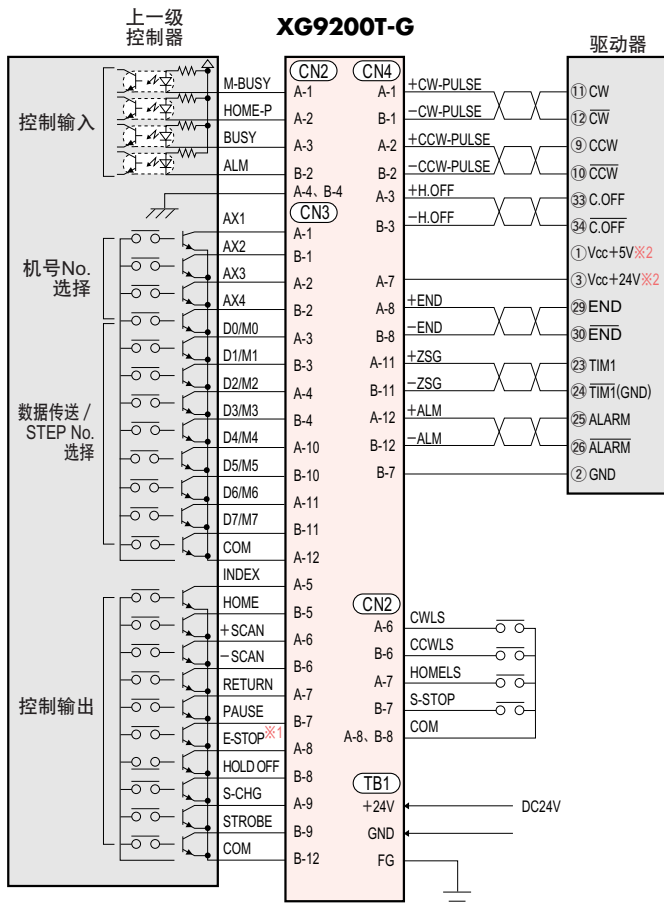 上一级
控制器
XG9200T-G
驱动器
控制输入
M-BUSY
HOME-P
BUSY
ALM
CN2
A-1
A-2
A-3
B-2
A-4、B-4
机号No.
选择
数据传送 /
STEP No.
选择
AX1
AX2
AX3
AX4
D0/M0
D1/M1
D2/M2
D3/M3
D4/M4
D5/M5
D6/M6
D7/M7
COM
CN3
A-1
B-1
A-2
B-2
A-3
B-3
A-4
B-4
A-10
B-10
A-11
B-11
A-12
控制输出
INDEX
HOME
+SCAN
−SCAN
RETURN
PAUSE
E-STOP※1
HOLD OFF
S-CHG
STROBE
COM
A-5
B-5
A-6
B-6
A-7
B-7
A-8
B-8
A-9
B-9
B-12
CN4
A-1 +CW-PULSE ⑪ CW
B-1 −CW-PULSE ⑫ C̅W̅
A-2 +CCW-PULSE ⑨ CCW
B-2 −CCW-PULSE ⑩ C̅C̅W̅
A-3 +H.OFF ㉝ C.OFF
B-3 −H.OFF ㉞ C̅.̅O̅F̅F̅
① Vcc+5V※2
A-7 ③ Vcc+24V※2
A-8 +END ㉙ END
B-8 −END ㉚ E̅N̅D̅
A-11 +ZSG ㉓ TIM1
B-11 −ZSG ㉔ T̅I̅M̅1̅(GND)
A-12 +ALM ㉕ ALARM
B-12 −ALM ㉖ A̅L̅A̅R̅M̅
B-7 ② GND
CN2
A-6 CWLS
B-6 CCWLS
A-7 HOMELS
B-7 S-STOP
A-8、B-8 COM
TB1
+24V DC24V
GND
FG